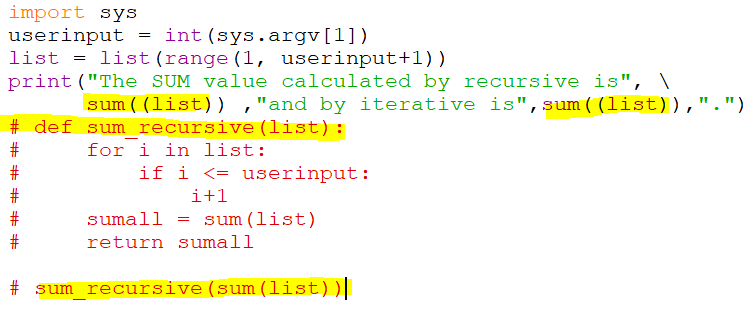 import sys
userinput = int(sys.argv[1])
list = list(range(1, userinput+1))
print("The SUM value calculated by recursive is", \
      sum((list)) ,"and by iterative is",sum((list)),".")
# def sum_recursive(list):
#     for i in list:
#         if i <= userinput:
#             i+1
#     sumall = sum(list)
#     return sumall

# sum_recursive(sum(list))